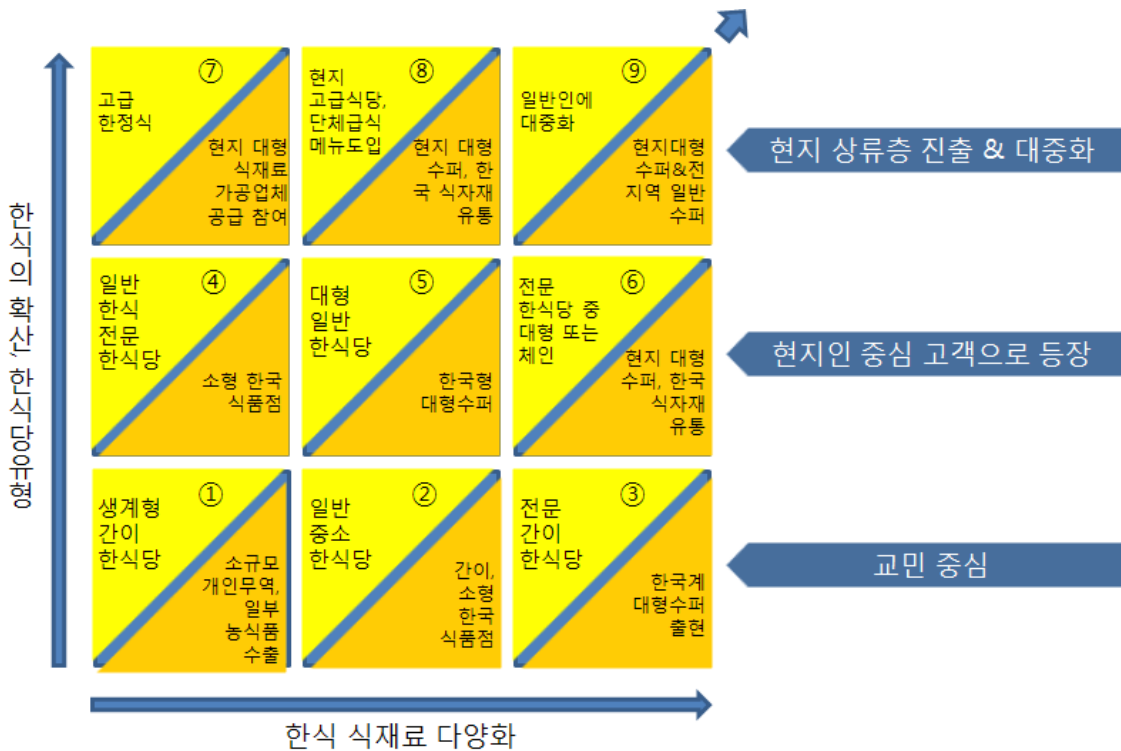 ⑦
고급
한정식
현지 대형
식재료
가공업체
공급 참여
⑧
현지
고급식당,
단체급식
메뉴도입
현지 대형
수퍼, 한
국 식자재
유통
⑨
일반인에
대중화
현지대형
수퍼&전
지역 일반
수퍼
현지 상류층 진출 & 대중화
한식의 확산, 한식당유형
④
일반
한식
전문
한식당
소형 한국
식품점
⑤
대형
일반
한식당
한국형
대형수퍼
⑥
전문
한식당 중
대형 또는
체인
현지 대형
수퍼, 한국
식자재
유통
현지인 중심 고객으로 등장
①
생계형
간이
한식당
소규모
개인무역,
일부
농식품
수출
②
일반
중소
한식당
간이,
소형
한국
식품점
③
전문
간이
한식당
한국계
대형수퍼
출현
교민 중심
한식 식재료 다양화